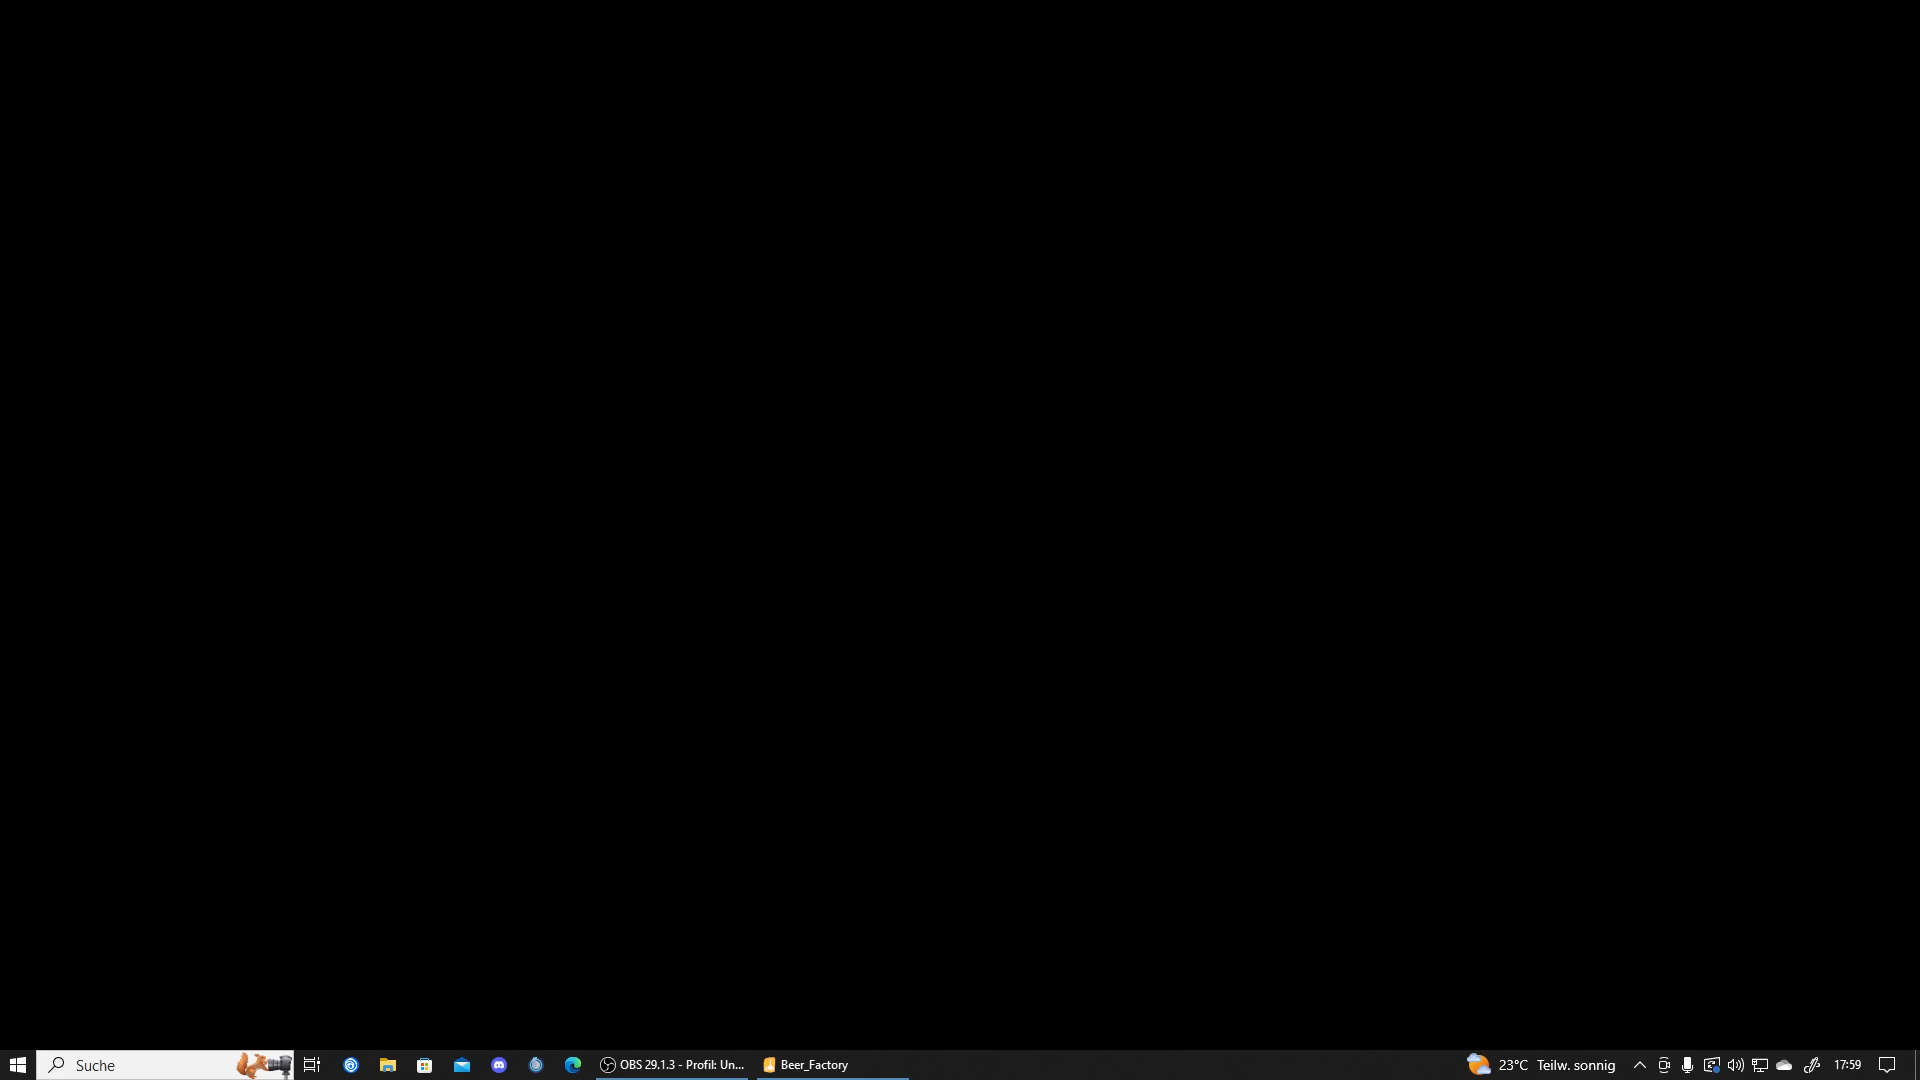 Suche
OBS 29.1.3 - Profil: Un...
Beer_Factory
23°C Teilw. sonnig
17:59